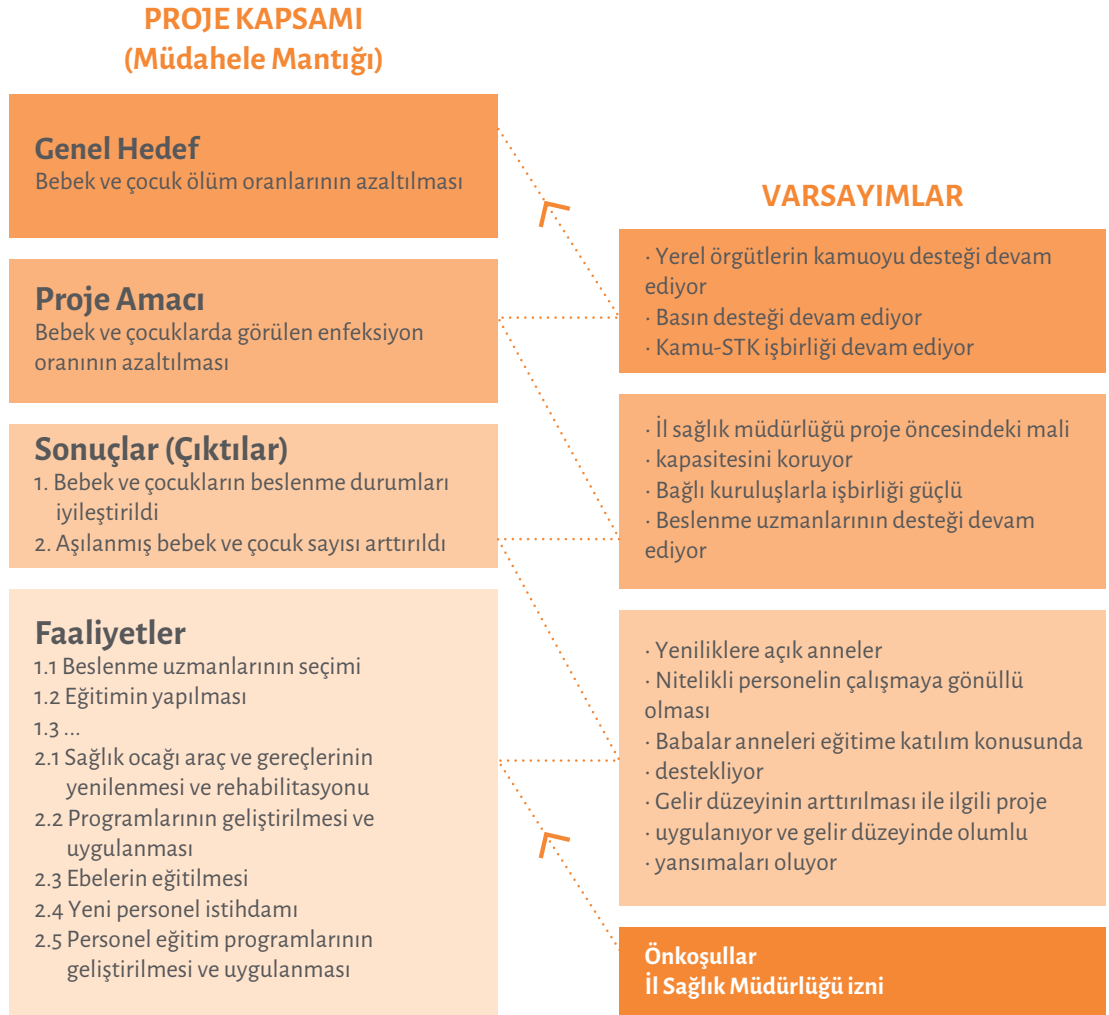 PROJE KAPSAMI
(Müdahele Mantığı)
Genel Hedef
Bebek ve çocuk ölüm oranlarının azaltılması
Proje Amacı
Bebek ve çocuklarda görülen enfeksiyon
oranının azaltılması
Sonuçlar (Çıktılar)
1. Bebek ve çocukların beslenme durumları
iyileştirildi
2. Aşılanmış bebek ve çocuk sayısı arttırıldı
Faaliyetler
1.1 Beslenme uzmanlarının seçimi
1.2 Eğitimin yapılması
1.3 ...
2.1 Sağlık ocağı araç ve gereçlerinin
yenilenmesi ve rehabilitasyonu
2.2 Programlarının geliştirilmesi ve
uygulanması
2.3 Ebelerin eğitilmesi
2.4 Yeni personel istihdamı
2.5 Personel eğitim programlarının
geliştirilmesi ve uygulanması
VARSAYIMLAR
· Yerel örgütlerin kamuoyu desteği devam
ediyor
· Basın desteği devam ediyor
· Kamu-STK işbirliği devam ediyor
· İl sağlık müdürlüğü proje öncesindeki mali
· kapasitesini koruyor
· Bağlı kuruluşlarla işbirliği güçlü
· Beslenme uzmanlarının desteği devam
ediyor
· Yeniliklere açık anneler
· Nitelikli personelin çalışmaya gönüllü
olması
· Babalar anneleri eğitime katılım konusunda
· destekliyor
· Gelir düzeyinin arttırılması ile ilgili proje
· uygulanıyor ve gelir düzeyinde olumlu
· yansımaları oluyor
Önkoşullar
İl Sağlık Müdürlüğü izni